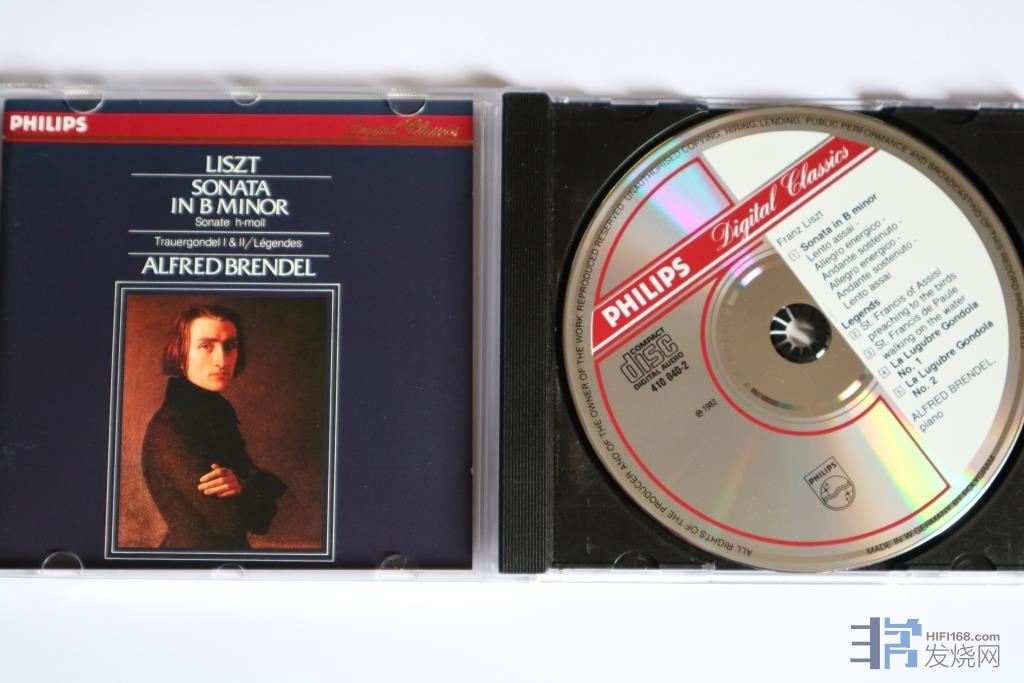 PHILIPS
Digital Classics
LISZT
SONATA
IN B MINOR
Sonate h-moll
Trauergondel I & II/Légendes
ALFRED BRENDEL
UNAUTHORISED COPYING, HIRING, LENDING, PUBLIC PERFORMANCE AND BROADCASTING OF THIS RECORD PROHIBITED
ALL RIGHTS OF THE PRODUCER AND OF THE OWNER OF THE WORK REPRODUCED RESERVED
MADE IN W. GERMANY BY POLYGRAM
PHILIPS Digital Classics
COMPACT
disc
DIGITAL AUDIO
410 040-2
℗ 1982
Franz Liszt
1 Sonata in B minor
Lento assai -
Allegro energico -
Andante sostenuto -
Allegro energico -
Andante sostenuto -
Lento assai
Legends
2 St. Francis of Assisi
preaching to the birds
3 St. Francis de Paule
walking on the water
4 La Lugubre Gondola
No. 1
5 La Lugubre Gondola
No. 2
ALFRED BRENDEL,
piano
PHILIPS
HIFI168.com
发烧网